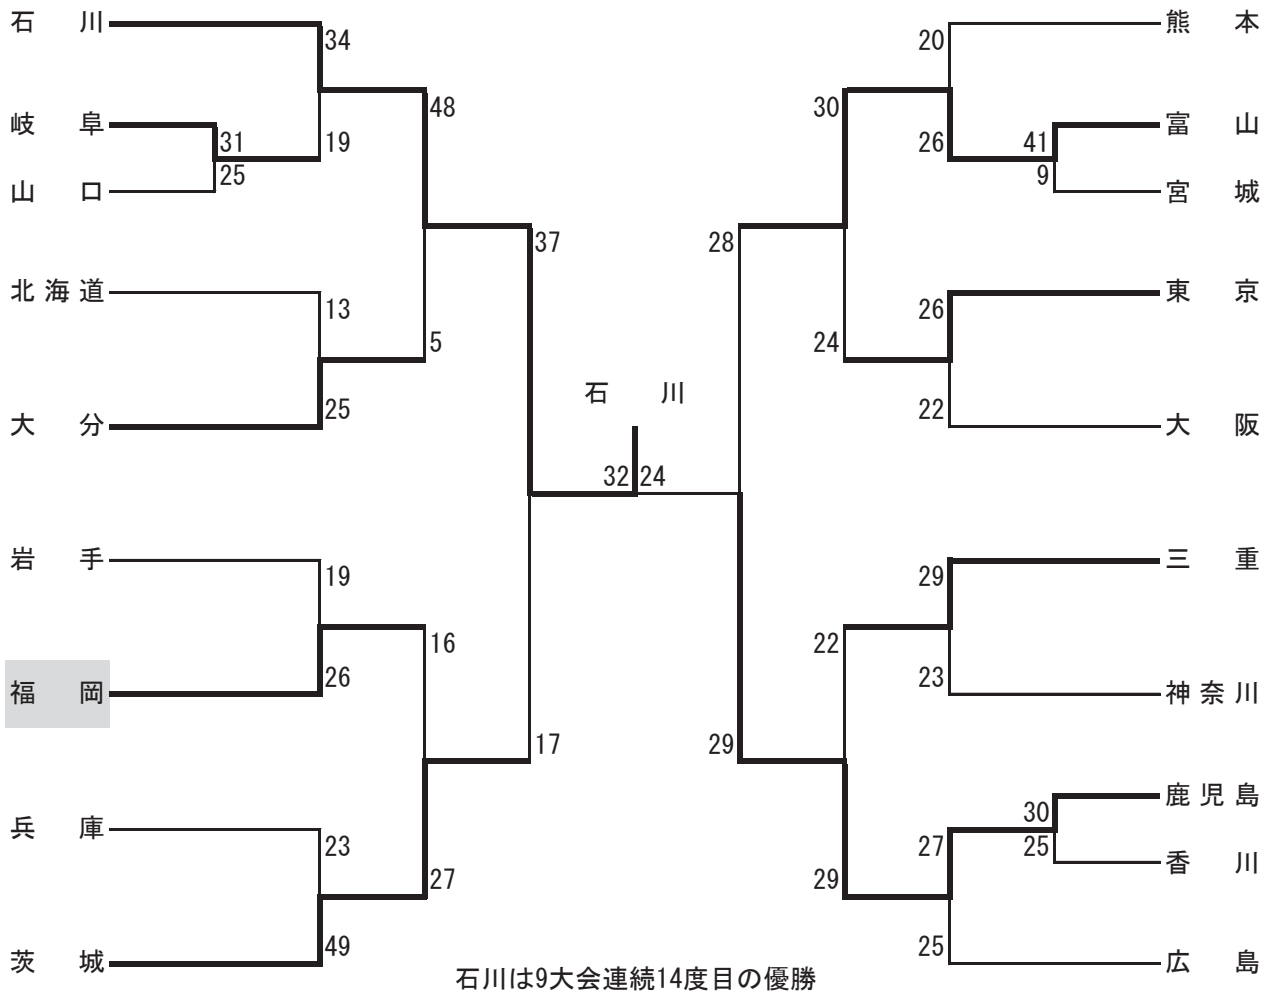 石川
34
岐阜
31
19
山口
25
48
北海道
13
大分
25
5
37
岩手
19
福岡
26
16
兵庫
23
茨城
49
27
17
石川
32 24
熊本
20
富山
41
26
宮城
9
30
東京
26
大阪
22
24
28
三重
29
神奈川
23
22
鹿児島
30
香川
25
27
広島
25
29
29
石川は9大会連続14度目の優勝